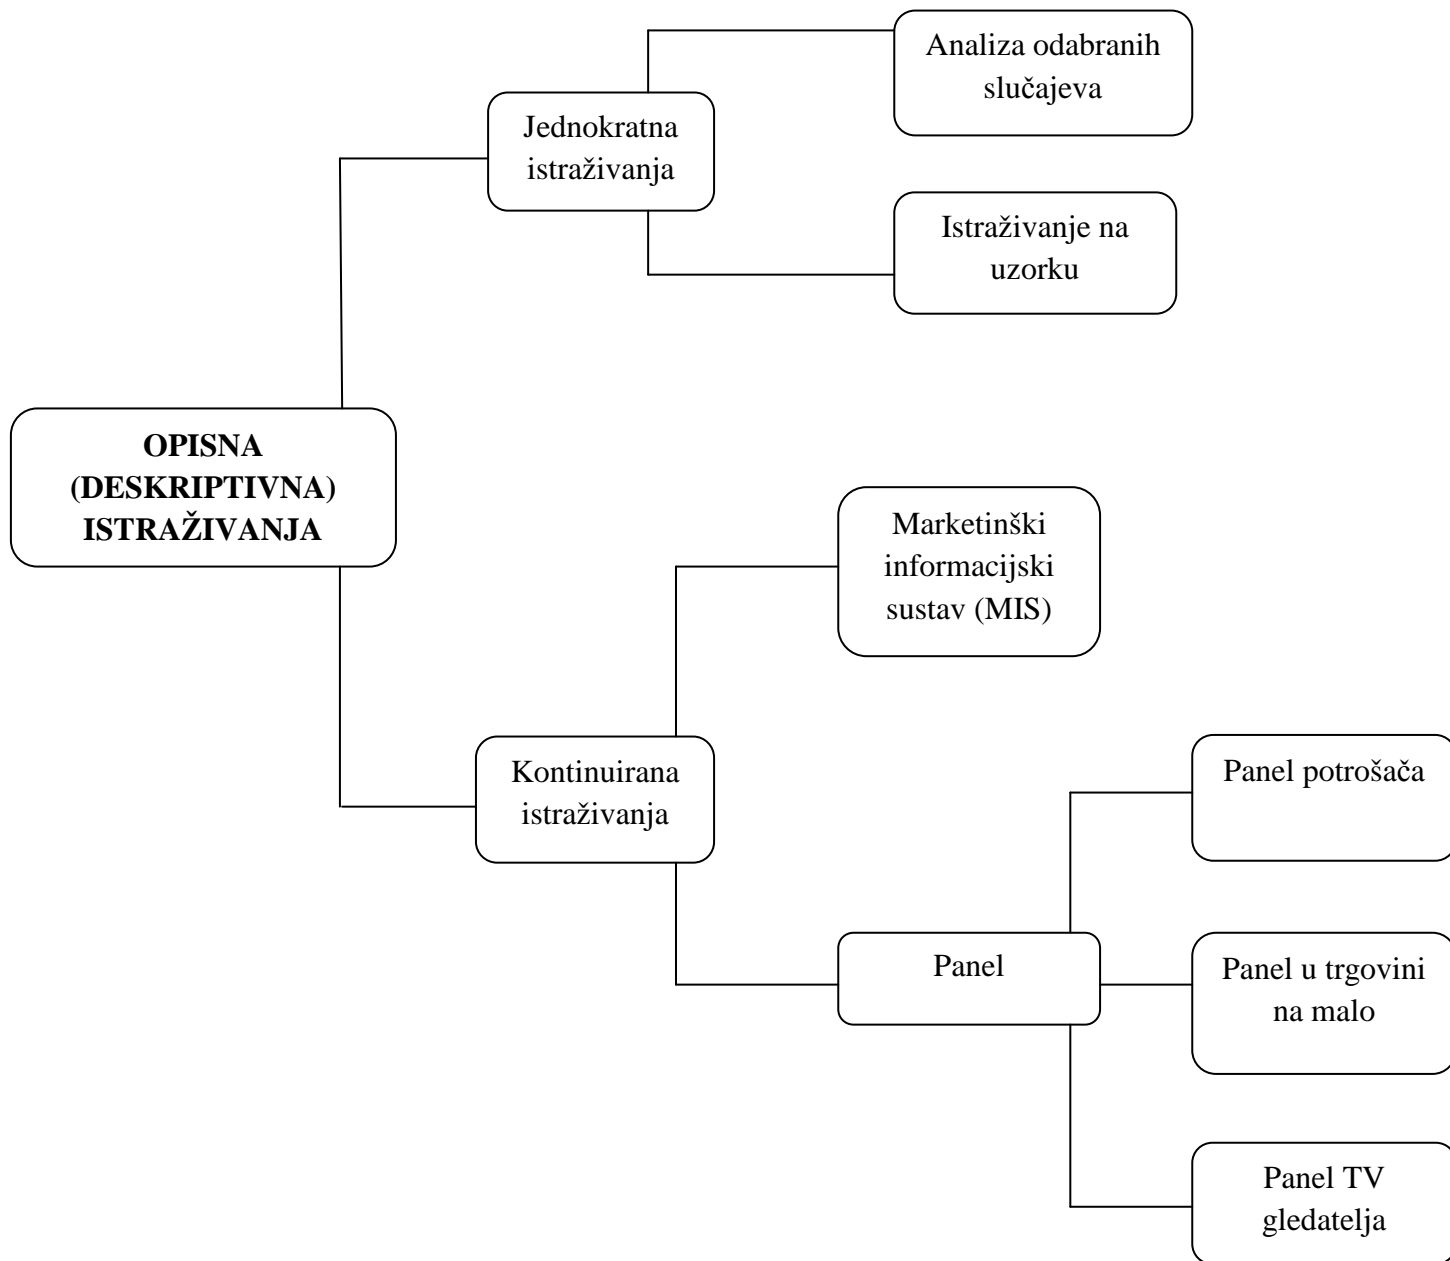 Analiza odabranih
slučajeva
Jednokratna
istraživanja
Istraživanje na
uzorku
OPISNA
(DESKRIPTIVNA)
ISTRAŽIVANJA
Marketinški
informacijski
sustav (MIS)
Kontinuirana
istraživanja
Panel potrošača
Panel
Panel u trgovini
na malo
Panel TV
gledatelja